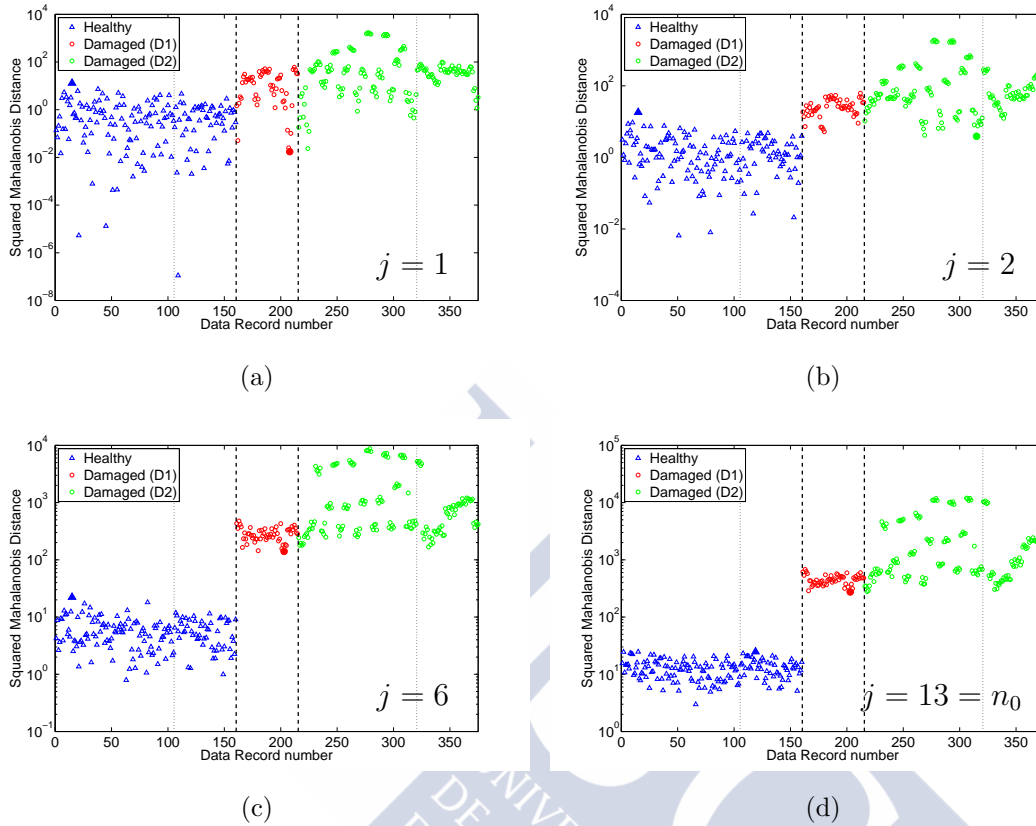 10^4
10^2
10^0
10^-2
10^-4
10^-6
10^-8
Squared Mahalanobis Distance
Healthy
Damaged (D1)
Damaged (D2)
j = 1
0 50 100 150 200 250 300 350
Data Record number
(a)
10^4
10^2
10^0
10^-2
10^-4
Squared Mahalanobis Distance
Healthy
Damaged (D1)
Damaged (D2)
j = 2
0 50 100 150 200 250 300 350
Data Record number
(b)
10^4
10^3
10^2
10^1
10^0
10^-1
Squared Mahalanobis Distance
Healthy
Damaged (D1)
Damaged (D2)
j = 6
0 50 100 150 200 250 300 350
Data Record number
(c)
10^5
10^4
10^3
10^2
10^1
10^0
Squared Mahalanobis Distance
Healthy
Damaged (D1)
Damaged (D2)
j = 13 = n_0
0 50 100 150 200 250 300 350
Data Record number
(d)
UNIVE
DE